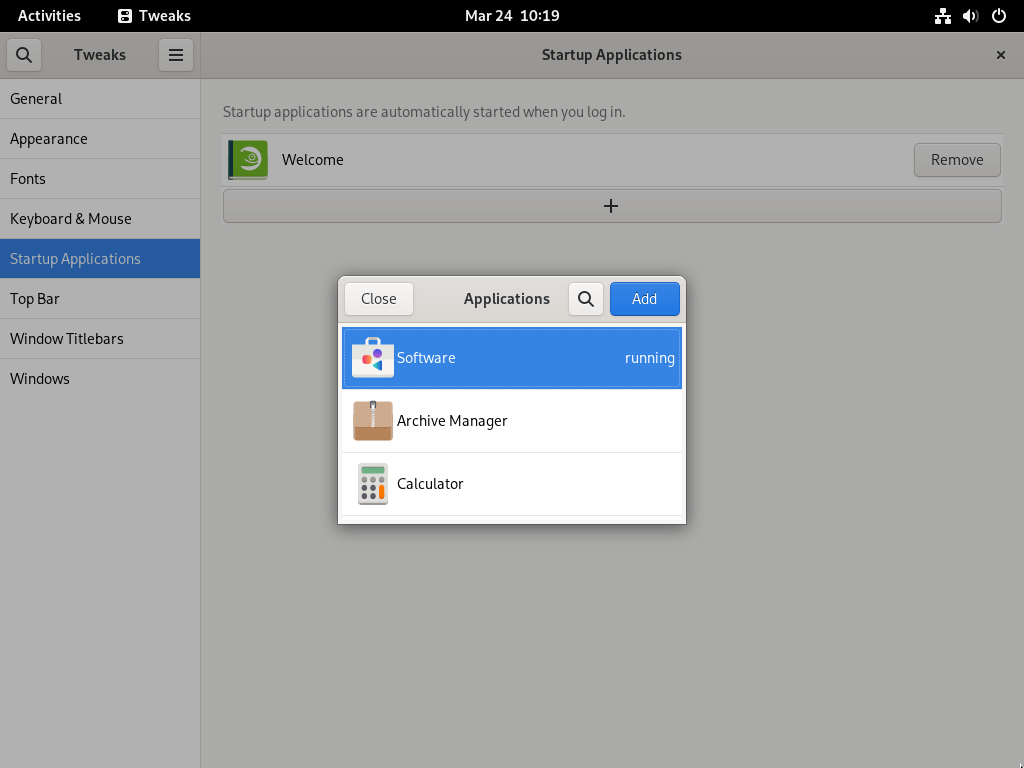 Activities
Tweaks
Mar 24 10:19
Tweaks
Startup Applications
General
Appearance
Fonts
Keyboard & Mouse
Startup Applications
Top Bar
Window Titlebars
Windows
Startup applications are automatically started when you log in.
Welcome
Remove
Close
Applications
Add
Software
running
Archive Manager
Calculator